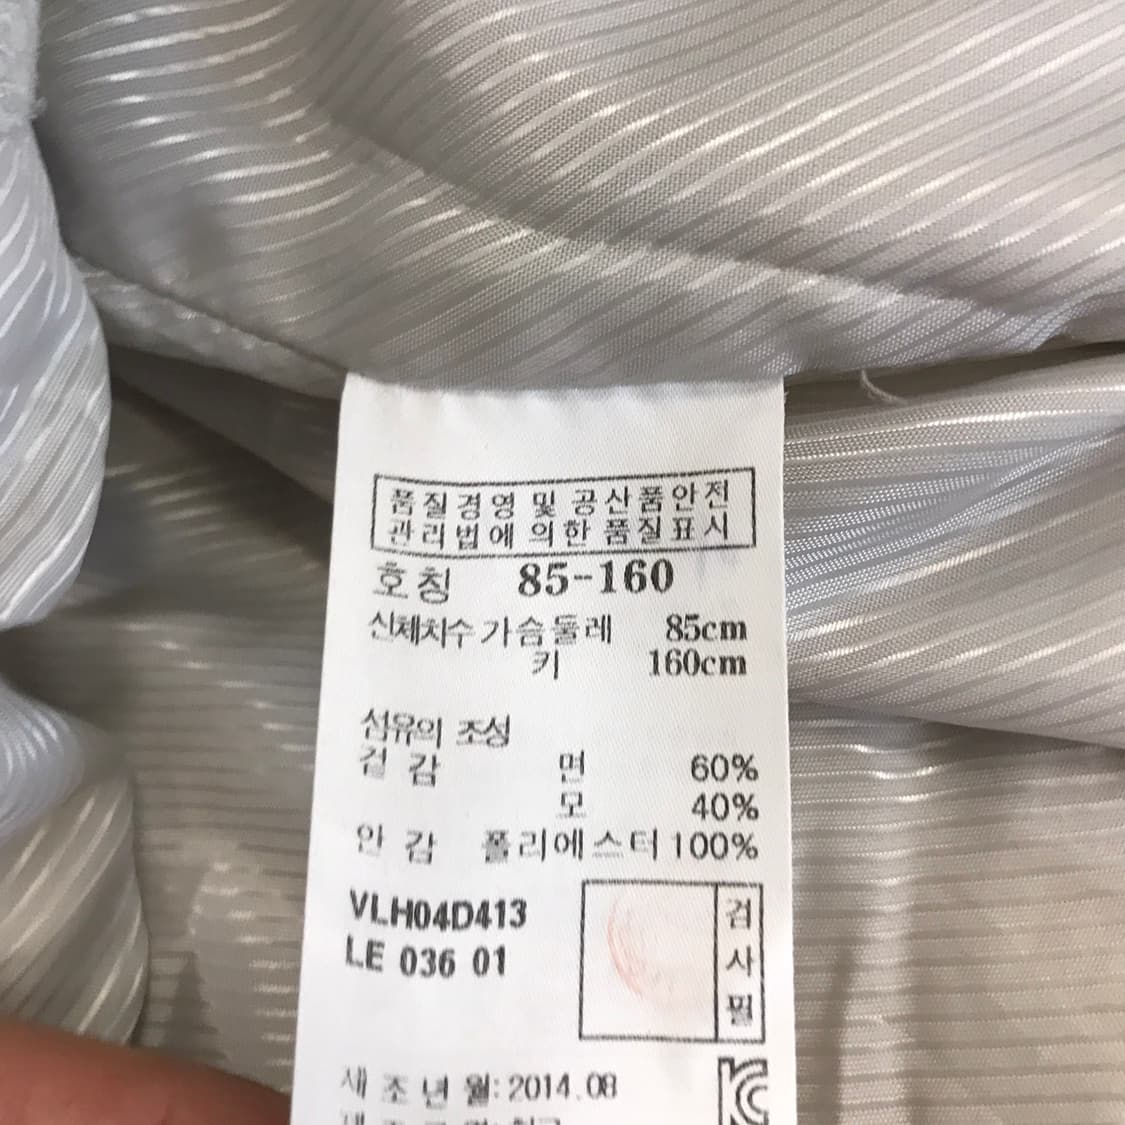 품질경영 및 공산품안전
관리법에 의한 품질표시
호칭 85-160
신체치수 가슴둘레 85cm
키 160cm
섬유의 조성
겉감 면 60%
모 40%
안감 폴리에스터 100%
VLH04D413
LE 036 01
검사필
제조년월: 2014.08